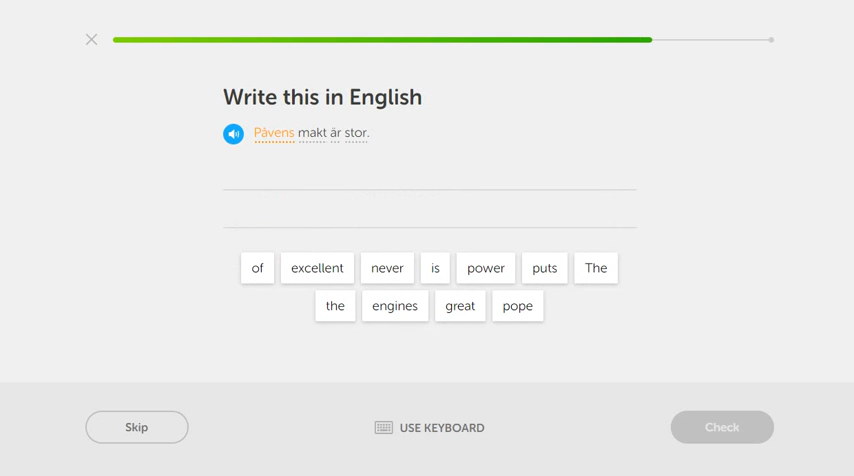 Write this in English
Påvens makt är stor.
of excellent never is power puts The
the engines great pope
Skip USE KEYBOARD Check